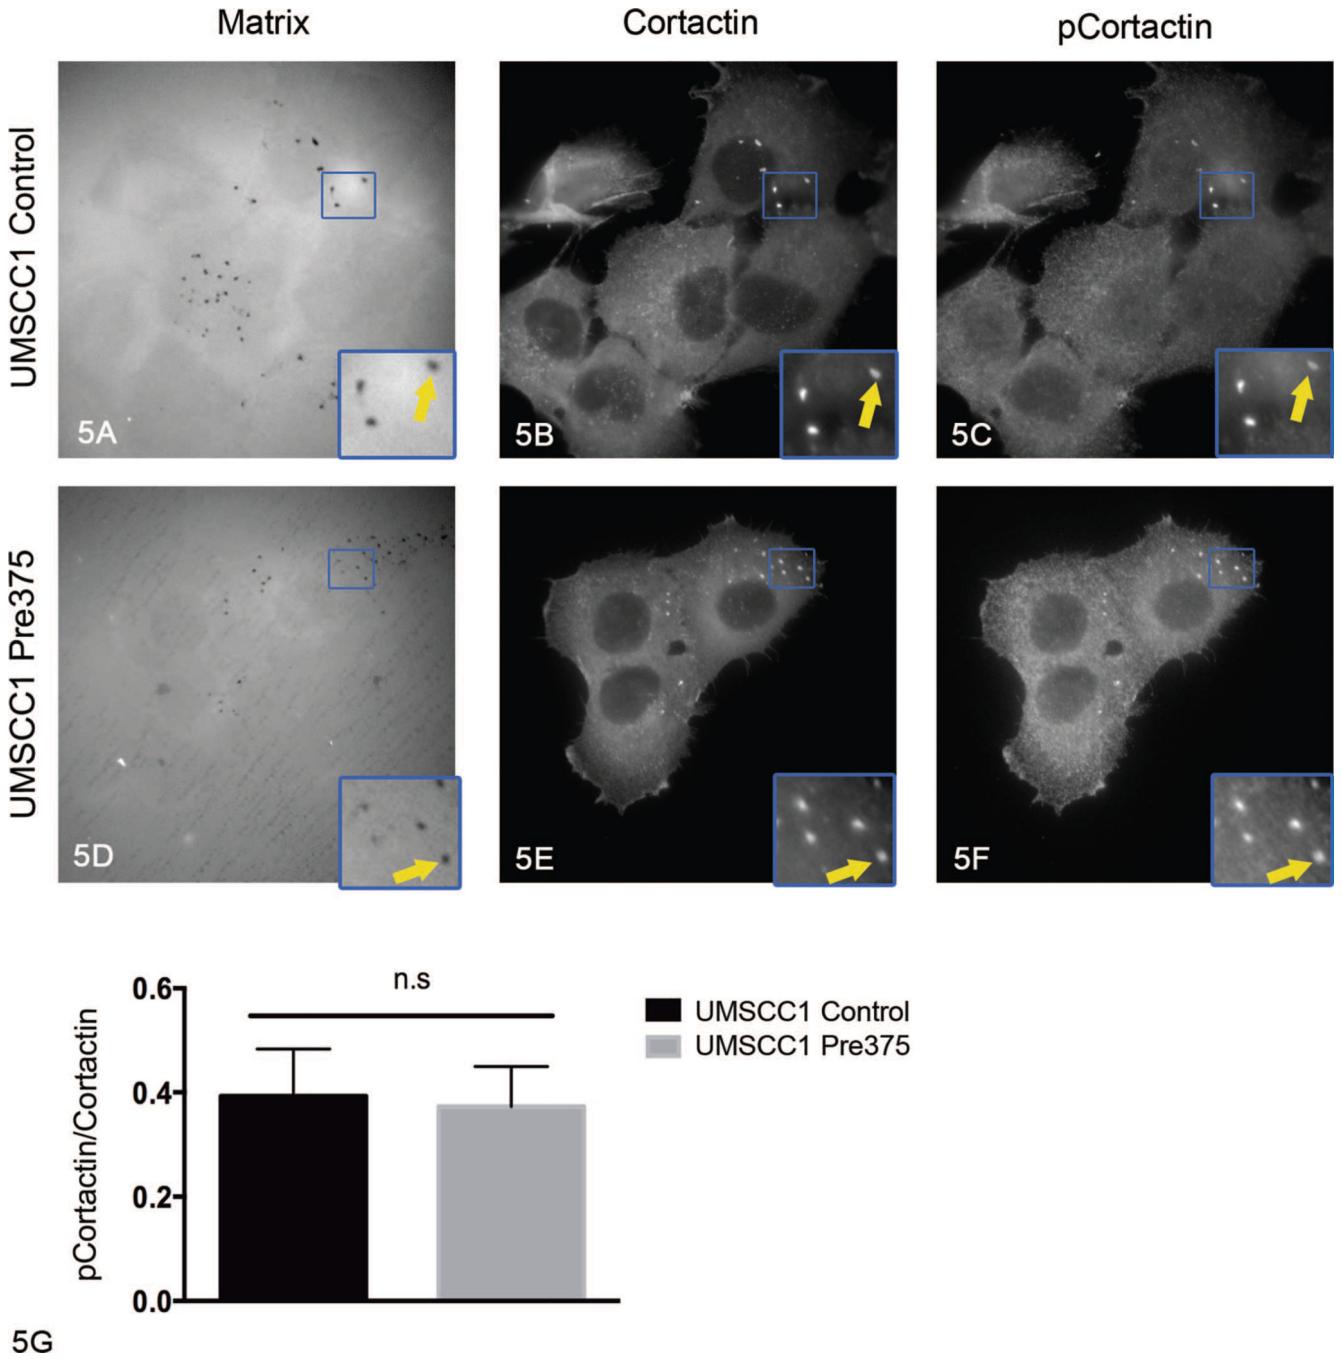 Matrix
Cortactin
pCortactin
UMSCC1 Control
5A
5B
5C
UMSCC1 Pre375
5D
5E
5F
n.s
pCortactin/Cortactin
0.6
0.4
0.2
0.0
UMSCC1 Control
UMSCC1 Pre375
5G